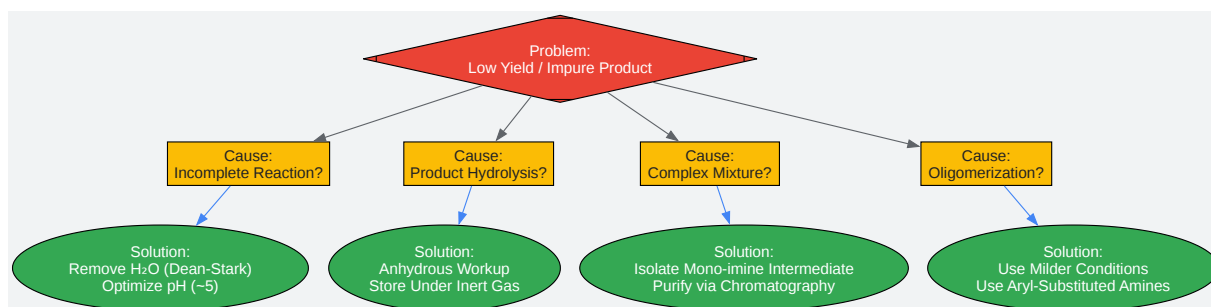 Problem:
Low Yield / Impure Product
Cause:
Incomplete Reaction?
Cause:
Product Hydrolysis?
Cause:
Complex Mixture?
Cause:
Oligomerization?
Solution:
Remove H₂O (Dean-Stark)
Optimize pH (~5)
Solution:
Anhydrous Workup
Store Under Inert Gas
Solution:
Isolate Mono-imine Intermediate
Purify via Chromatography
Solution:
Use Milder Conditions
Use Aryl-Substituted Amines